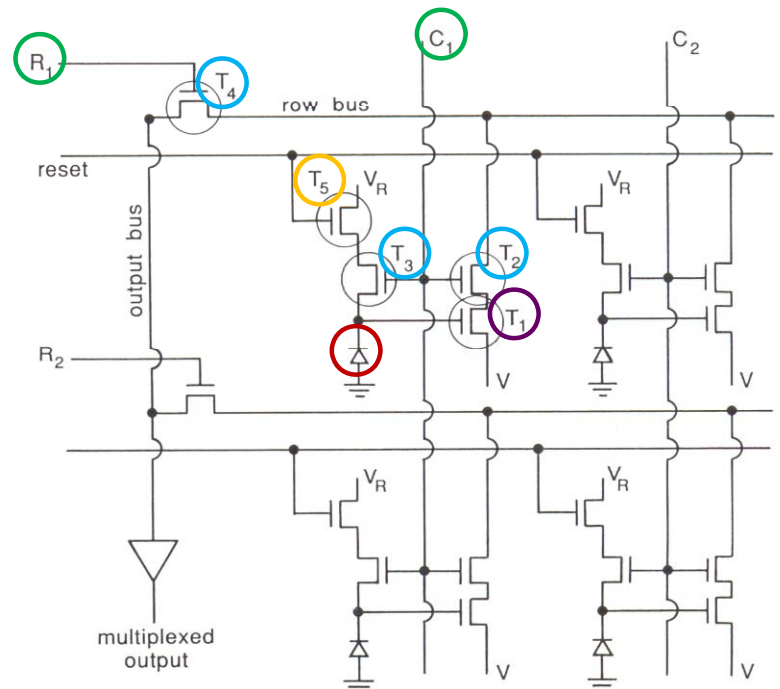 R1
T4
C1
C2
row bus
reset
T5
VR
VR
output bus
T3
T2
T1
R2
V
V
VR
VR
multiplexed
output
V
V